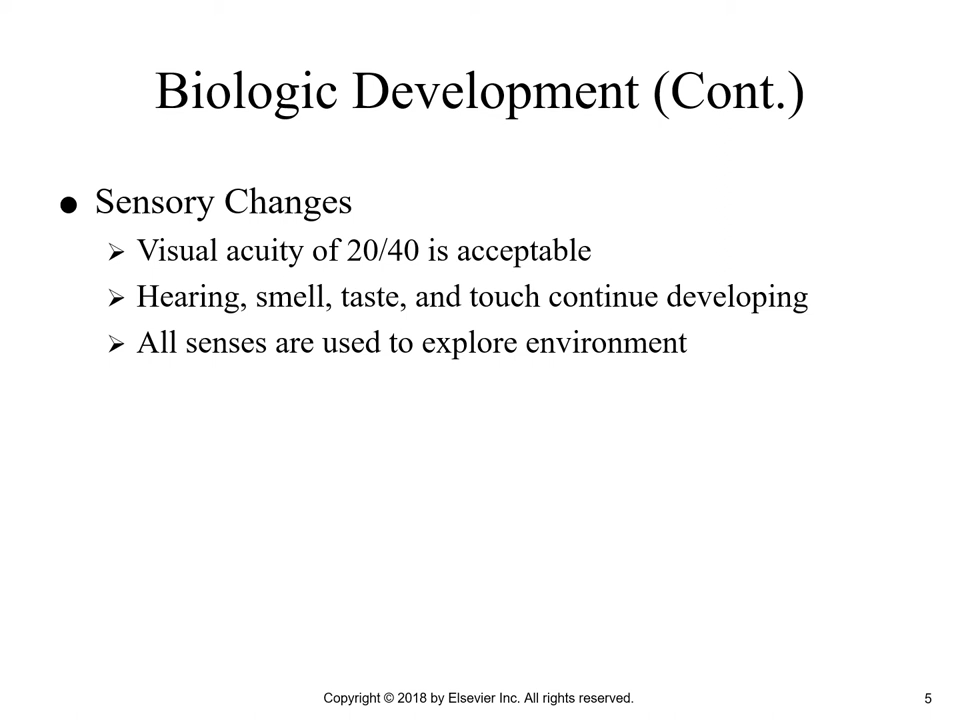 Biologic Development (Cont.)
● Sensory Changes
➢ Visual acuity of 20/40 is acceptable
➢ Hearing, smell, taste, and touch continue developing
➢ All senses are used to explore environment
Copyright © 2018 by Elsevier Inc. All rights reserved.
5